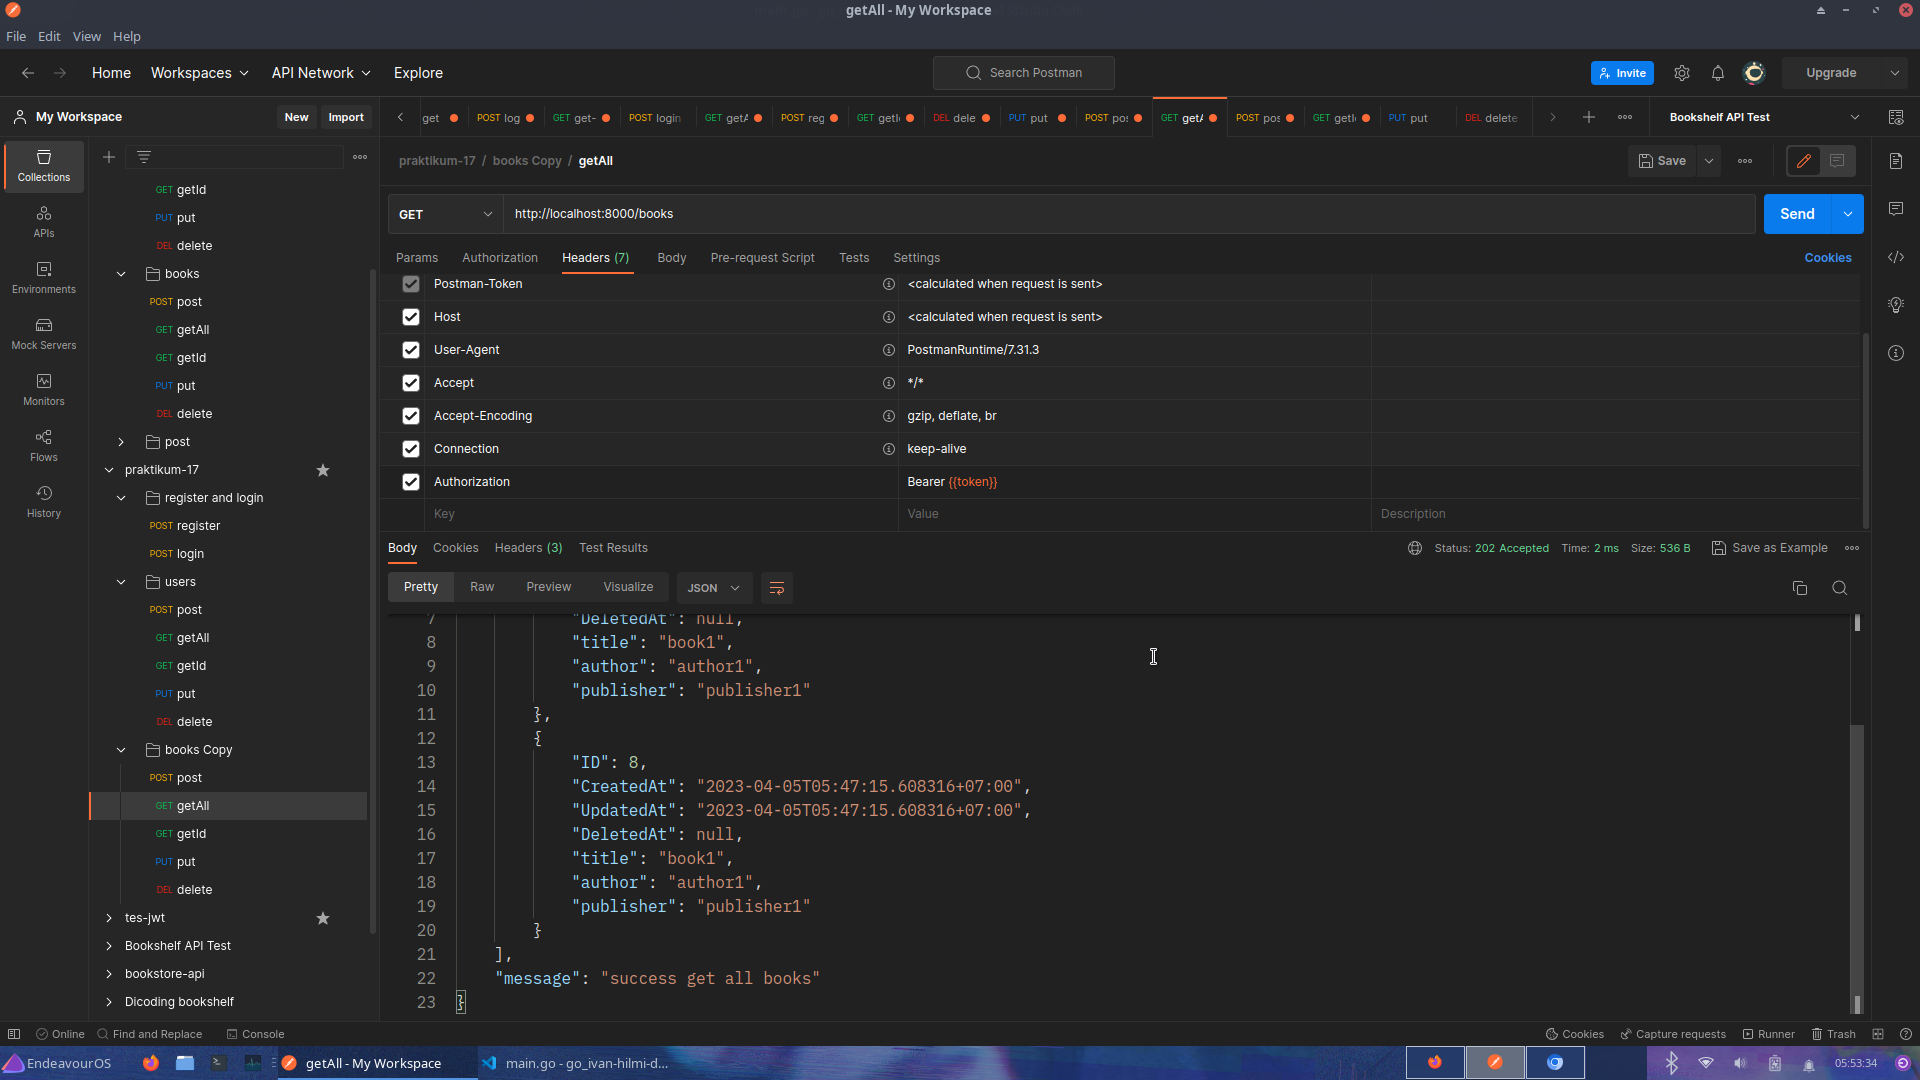 getAll - My Workspace
File Edit View Help
Home Workspaces API Network Explore
Search Postman
Invite
Upgrade
My Workspace
New Import
get POST log GET get- POST login GET getA POST reg GET getI DEL dele PUT put POST pos GET getA POST pos GET getI PUT put DEL delete
Bookshelf API Test
Collections
APIs
Environments
Mock Servers
Monitors
Flows
History
GET getId
PUT put
DEL delete
books
POST post
GET getAll
GET getId
PUT put
DEL delete
post
praktikum-17
register and login
POST register
POST login
users
POST post
GET getAll
GET getId
PUT put
DEL delete
books Copy
POST post
GET getAll
GET getId
PUT put
DEL delete
tes-jwt
Bookshelf API Test
bookstore-api
Dicoding bookshelf
praktikum-17 / books Copy / getAll
Save
GET http://localhost:8000/books
Send
Params Authorization Headers (7) Body Pre-request Script Tests Settings
Cookies
Postman-Token <calculated when request is sent>
Host <calculated when request is sent>
User-Agent PostmanRuntime/7.31.3
Accept */*
Accept-Encoding gzip, deflate, br
Connection keep-alive
Authorization Bearer {{token}}
Key Value Description
Body Cookies Headers (3) Test Results
Status: 202 Accepted Time: 2 ms Size: 536 B Save as Example
Pretty Raw Preview Visualize JSON
7 "DeletedAt": null,
8 "title": "book1",
9 "author": "author1",
10 "publisher": "publisher1"
11 },
12 {
13 "ID": 8,
14 "CreatedAt": "2023-04-05T05:47:15.608316+07:00",
15 "UpdatedAt": "2023-04-05T05:47:15.608316+07:00",
16 "DeletedAt": null,
17 "title": "book1",
18 "author": "author1",
19 "publisher": "publisher1"
20 }
21 ],
22 "message": "success get all books"
23 }
Online Find and Replace Console
Cookies Capture requests Runner Trash
EndeavourOS
getAll - My Workspace
main.go - go_ivan-hilmi-d...
05:53:34